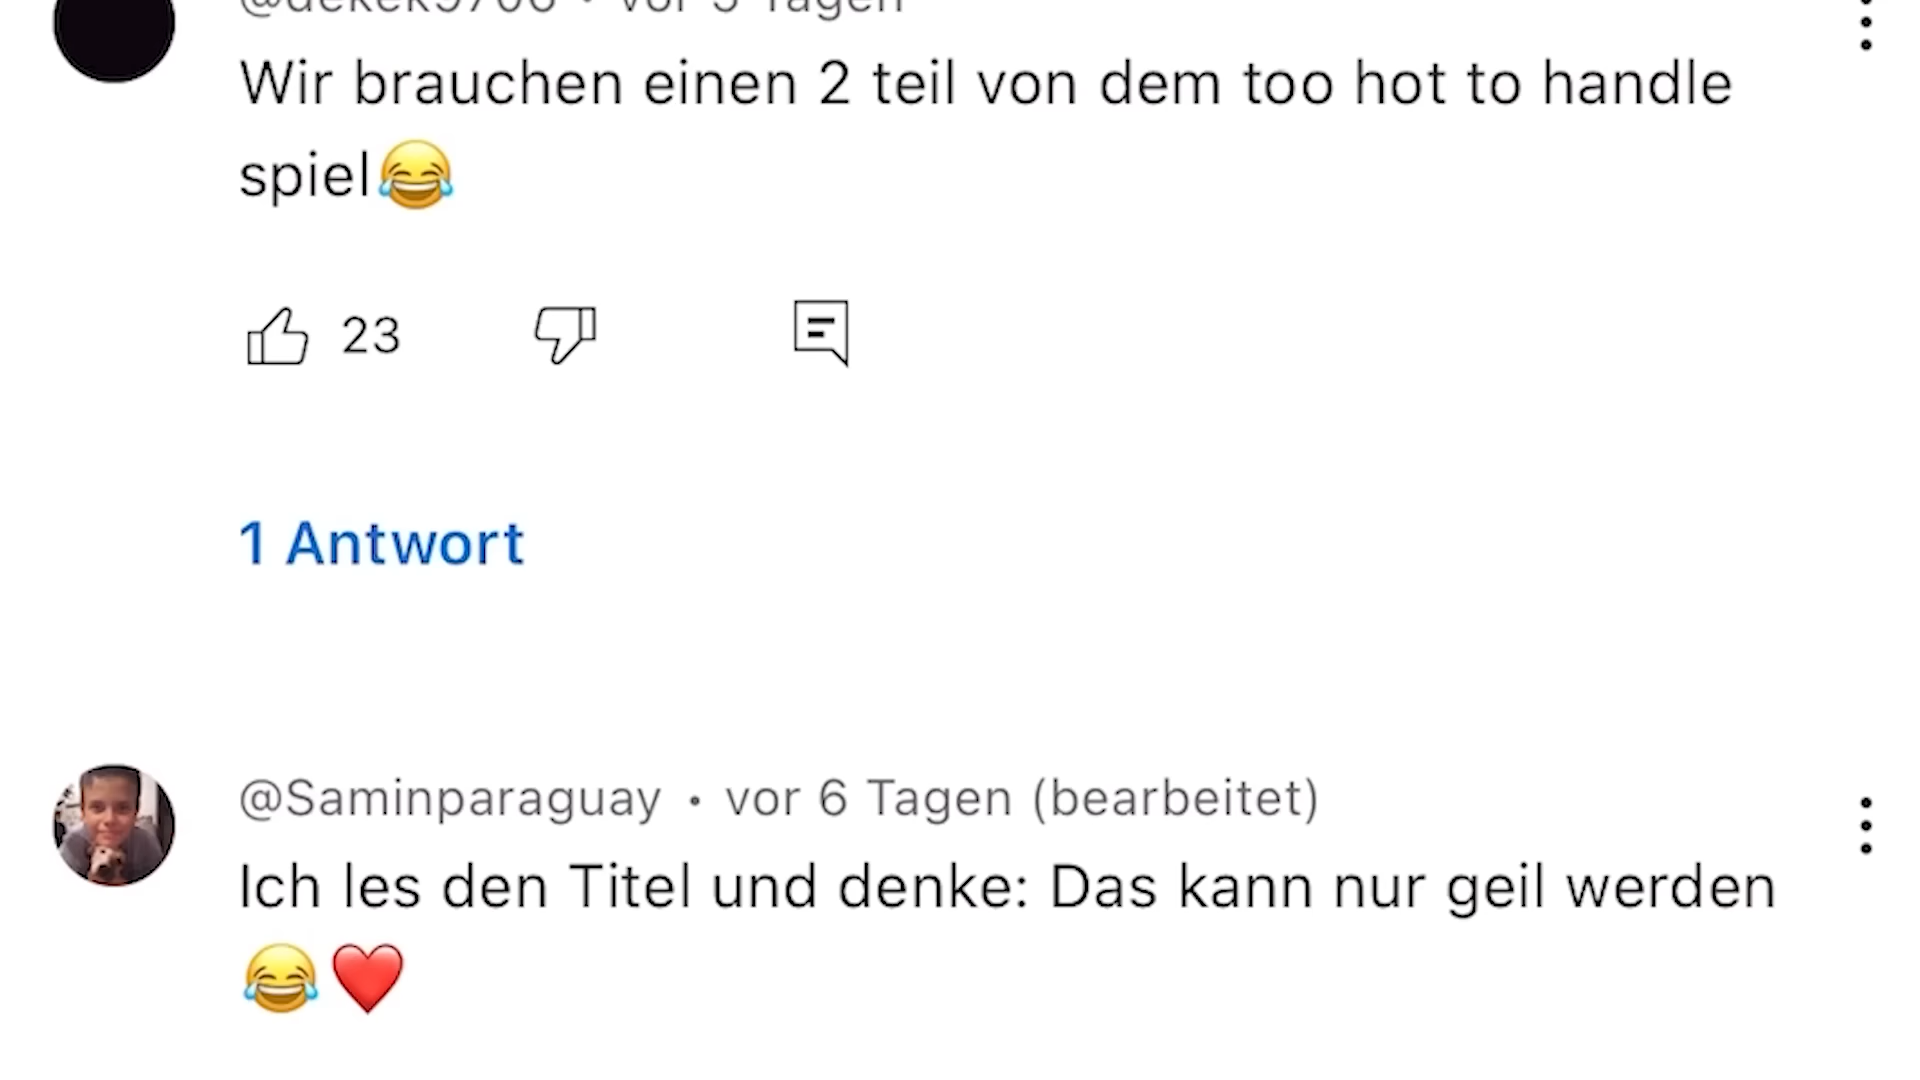 Wir brauchen einen 2 teil von dem too hot to handle
spiel😂
23
1 Antwort
@Saminparaguay • vor 6 Tagen (bearbeitet)
Ich les den Titel und denke: Das kann nur geil werden
😂❤️